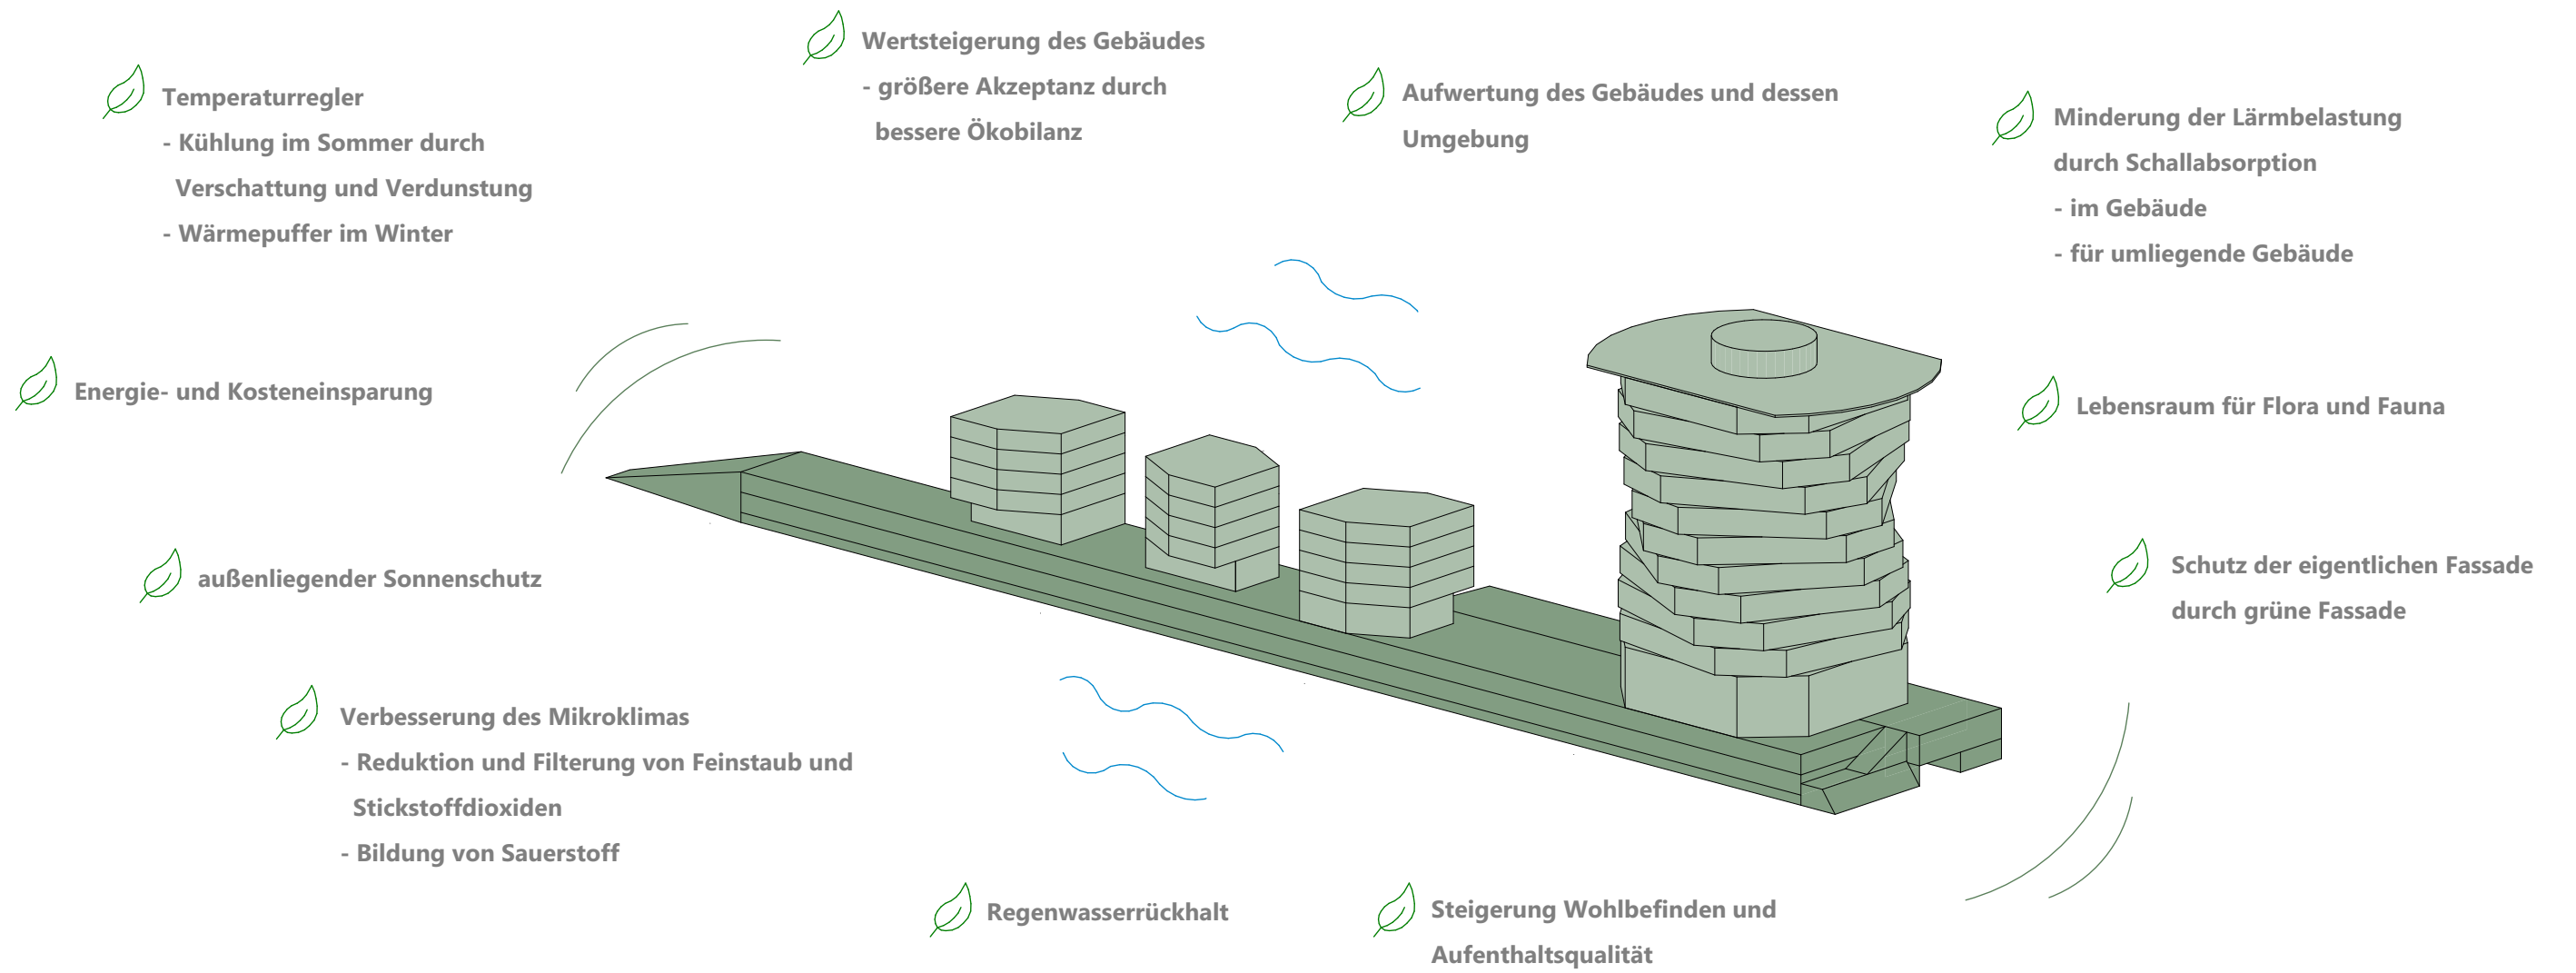 Temperaturregler
- Kühlung im Sommer durch
Verschattung und Verdunstung
- Wärmepuffer im Winter
Wertsteigerung des Gebäudes
- größere Akzeptanz durch
bessere Ökobilanz
Aufwertung des Gebäudes und dessen
Umgebung
Minderung der Lärmbelastung
durch Schallabsorption
- im Gebäude
- für umliegende Gebäude
Energie- und Kosteneinsparung
Lebensraum für Flora und Fauna
außenliegender Sonnenschutz
Schutz der eigentlichen Fassade
durch grüne Fassade
Verbesserung des Mikroklimas
- Reduktion und Filterung von Feinstaub und
Stickstoffdioxiden
- Bildung von Sauerstoff
Regenwasserrückhalt
Steigerung Wohlbefinden und
Aufenthaltsqualität